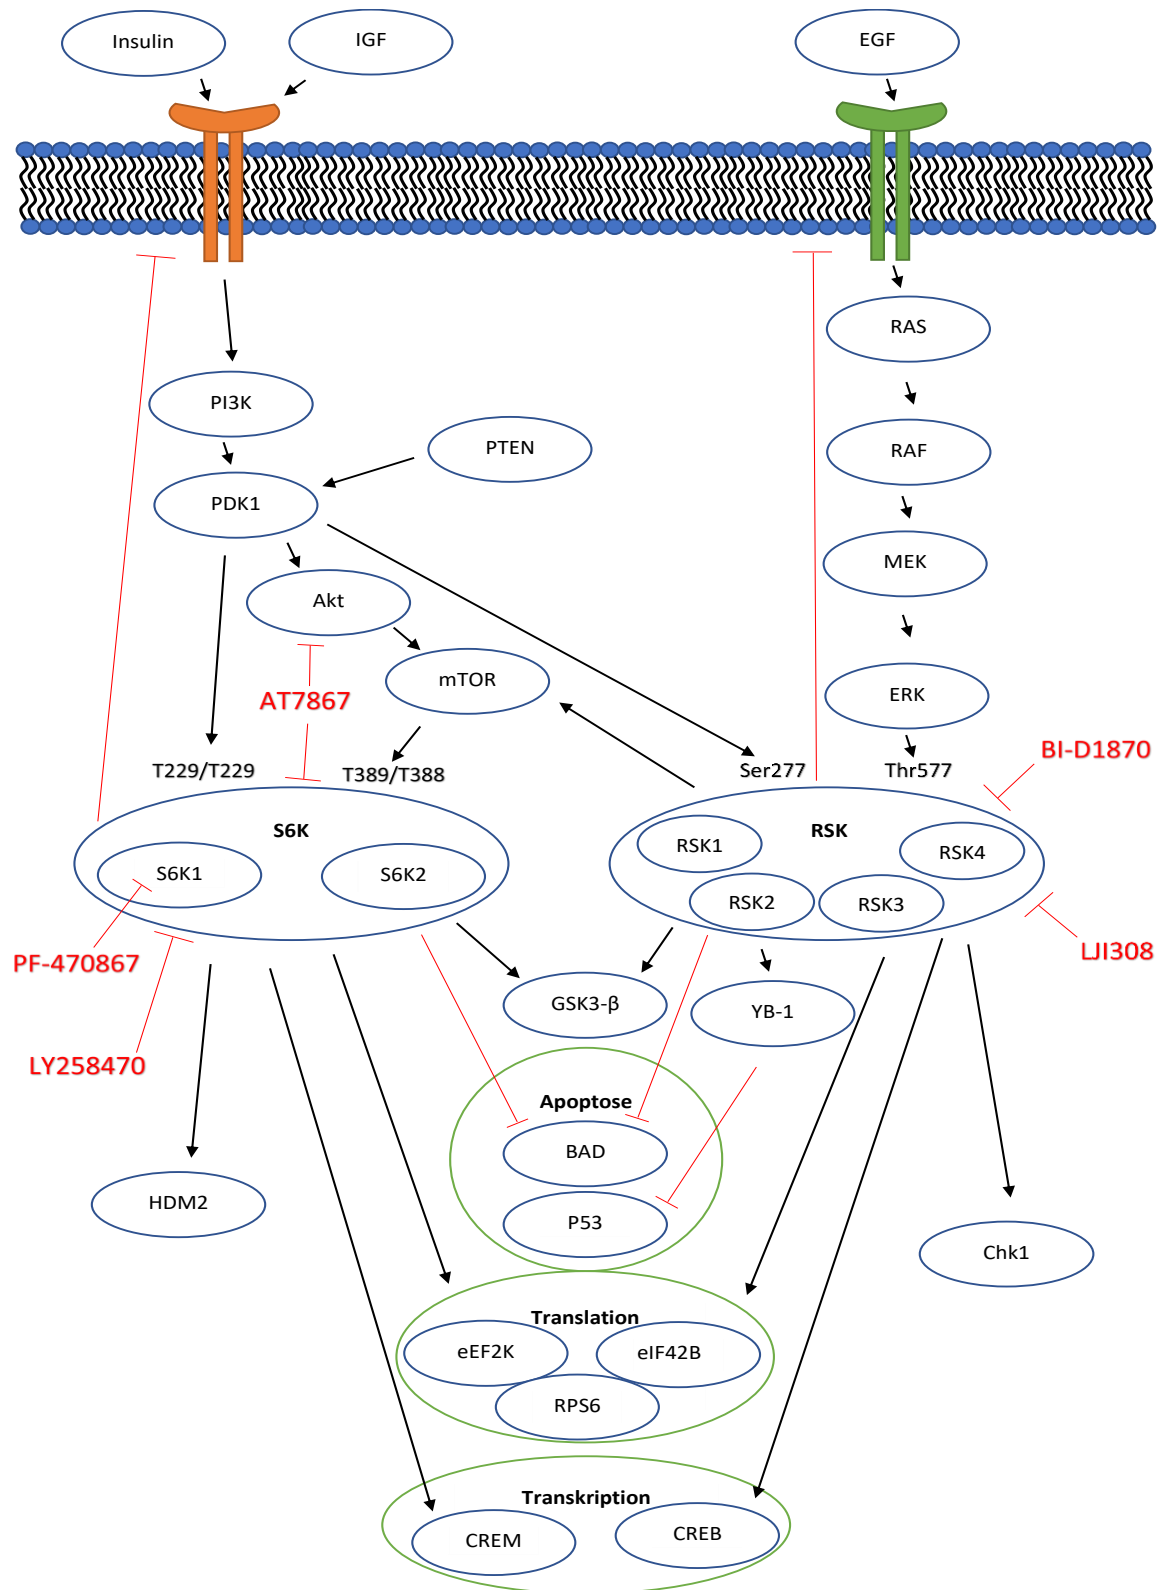 Insulin
IGF
EGF
RAS
PI3K
PTEN
RAF
PDK1
MEK
Akt
mTOR
ERK
AT7867
BI-D1870
T229/T229
T389/T388
Ser277
Thr577
S6K
RSK
RSK1
RSK4
S6K1
S6K2
RSK2
RSK3
PF-470867
LJI308
GSK3-β
YB-1
LY258470
Apoptose
BAD
HDM2
P53
Chk1
Translation
eEF2K
eIF42B
RPS6
Transkription
CREM
CREB